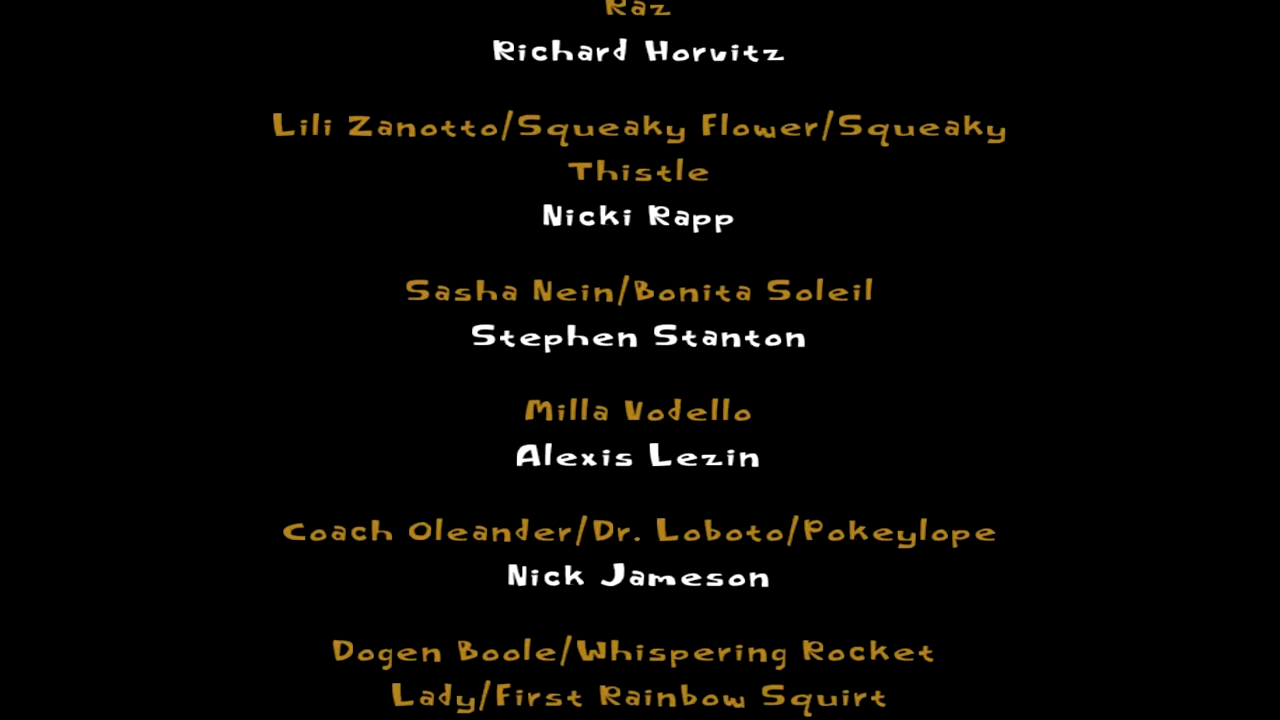 Raz
Richard Horvitz
Lili Zanotto/Squeaky Flower/Squeaky
Thistle
Nicki Rapp
Sasha Nein/Bonita Soleil
Stephen Stanton
Milla Vodello
Alexis Lezin
Coach Oleander/Dr. Loboto/Pokeylope
Nick Jameson
Dogen Boole/Whispering Rocket
Lady/First Rainbow Squirt